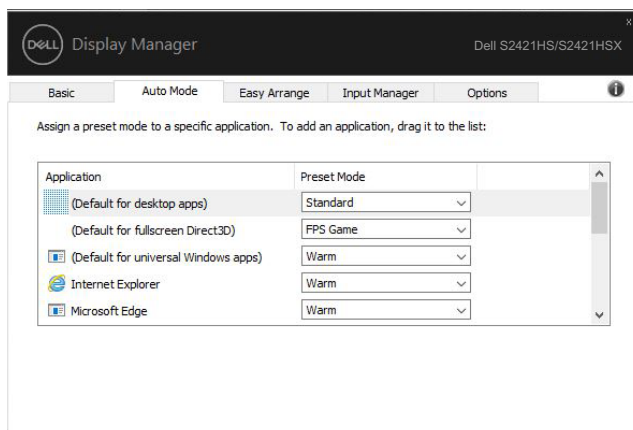 DELL Display Manager
Dell S2421HS/S2421HSX
x
Basic Auto Mode Easy Arrange Input Manager Options i
Assign a preset mode to a specific application. To add an application, drag it to the list:
Application Preset Mode
(Default for desktop apps) Standard
(Default for fullscreen Direct3D) FPS Game
(Default for universal Windows apps) Warm
Internet Explorer Warm
Microsoft Edge Warm